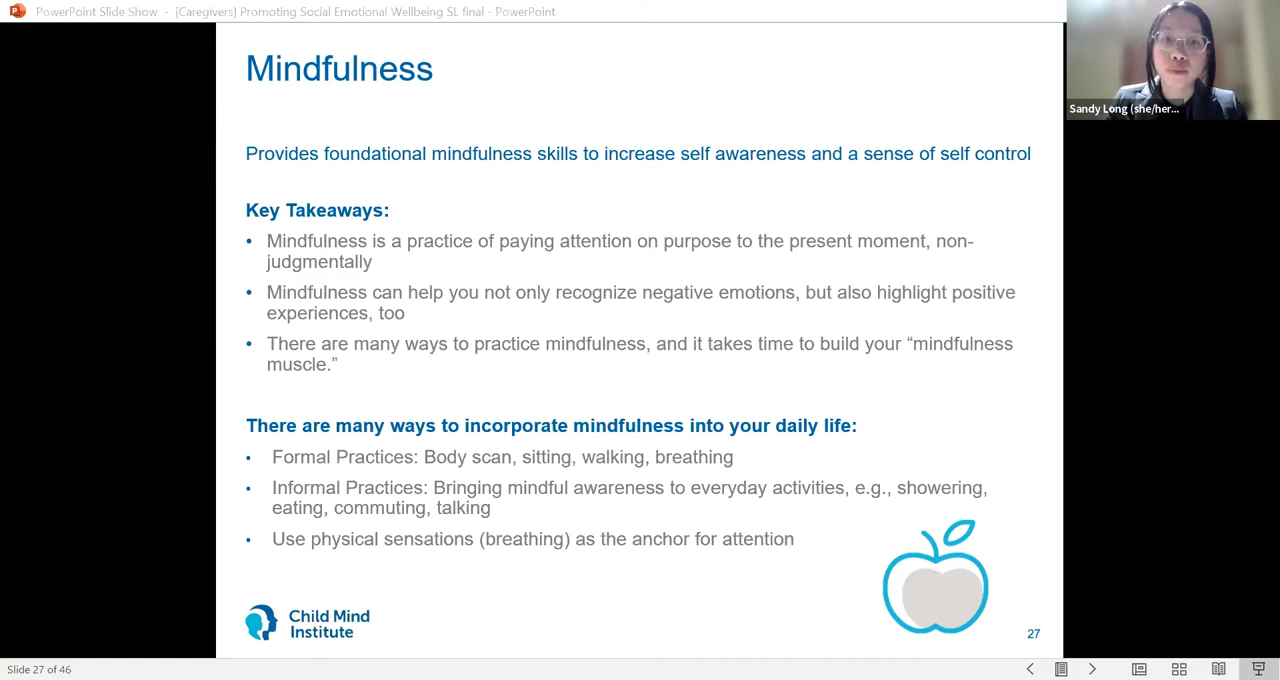 PowerPoint Slide Show - [Caregivers] Promoting Social Emotional Wellbeing SL final - PowerPoint
Sandy Long (she/her...
Mindfulness
Provides foundational mindfulness skills to increase self awareness and a sense of self control
Key Takeaways:
• Mindfulness is a practice of paying attention on purpose to the present moment, non-
judgmentally
• Mindfulness can help you not only recognize negative emotions, but also highlight positive
experiences, too
• There are many ways to practice mindfulness, and it takes time to build your “mindfulness
muscle.”
There are many ways to incorporate mindfulness into your daily life:
• Formal Practices: Body scan, sitting, walking, breathing
• Informal Practices: Bringing mindful awareness to everyday activities, e.g., showering,
eating, commuting, talking
• Use physical sensations (breathing) as the anchor for attention
Child Mind
Institute
27
Slide 27 of 46